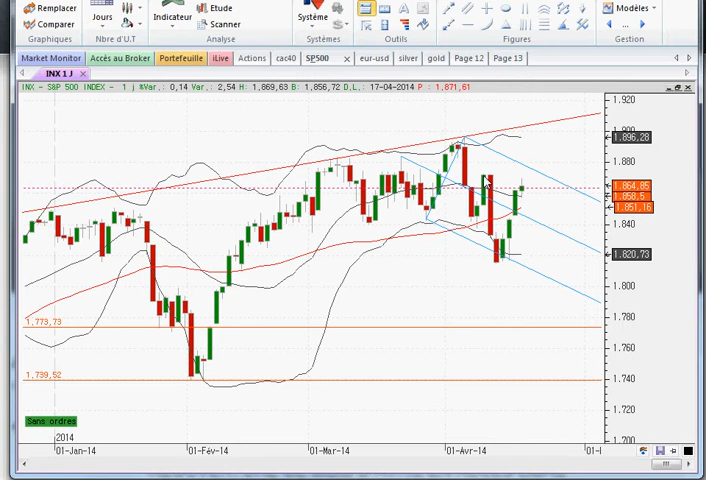 Remplacer
Comparer
Graphiques
Jours
Nbre d'U.T
Indicateur
Etude
Scanner
Analyse
Système
Outils
Figures
Modèles
Gestion
Market Monitor Accès au Broker Portefeuille iLive Actions cac40 SP500 eur-usd silver gold Page 12 Page 13
INX 1 J
INX - S&P 500 INDEX - 1 j %Var.: 0,14 Var.: 2,54 H: 1.869,63 B: 1.856,72 D.L.: 17-04-2014 P : 1.871,61
1.920
1.896,28
1.880
1.864,85
1.858,5
1.851,16
1.840
1.820,73
1.800
1.780
1.773,73
1.760
1.739,52
1.740
1.720
Sans ordres
1.700
2014
01-Jan-14 01-Fév-14 01-Mar-14 01-Avr-14